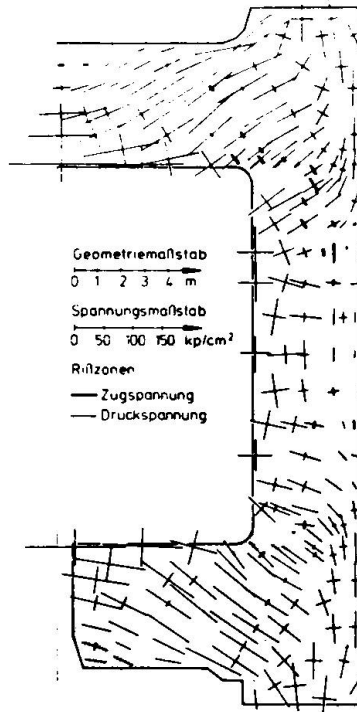 Geometriemaßstab
0 1 2 3 4 m
Spannungsmaßstab
0 50 100 150 kp/cm²
Rißzonen
Zugspannung
Druckspannung